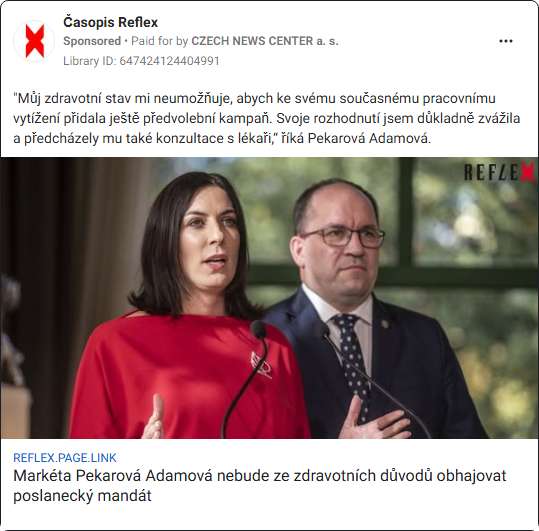 Časopis Reflex
Sponsored • Paid for by CZECH NEWS CENTER a. s.
Library ID: 647424124404991
"Můj zdravotní stav mi neumožňuje, abych ke svému současnému pracovnímu
vytížení přidala ještě předvolební kampaň. Svoje rozhodnutí jsem důkladně zvážila
a předcházely mu také konzultace s lékaři,“ říká Pekarová Adamová.
REFLEX
REFLEX.PAGE.LINK
Markéta Pekarová Adamová nebude ze zdravotních důvodů obhajovat
poslanecký mandát